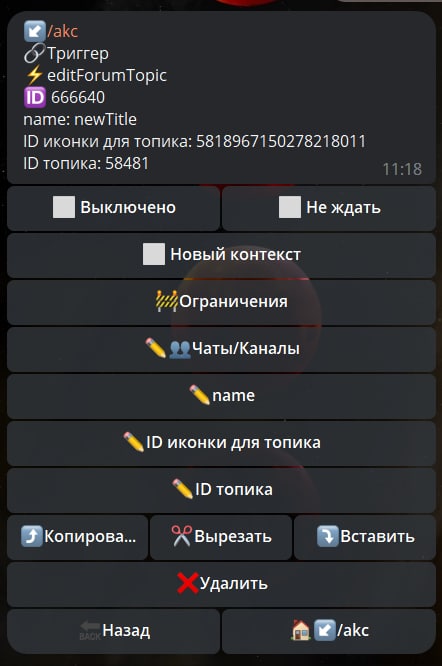 ↙️/akc
🔗Триггер
⚡editForumTopic
🆔 666640
name: newTitle
ID иконки для топика: 5818967150278218011
ID топика: 58481
11:18
⬜ Выключено
⬜ Не ждать
⬜ Новый контекст
🚧Ограничения
✏️👥Чаты/Каналы
✏️name
✏️ID иконки для топика
✏️ID топика
⤴️Копирова...
✂️Вырезать
⤵️Вставить
❌Удалить
🔙Назад
🏠↙️/akc